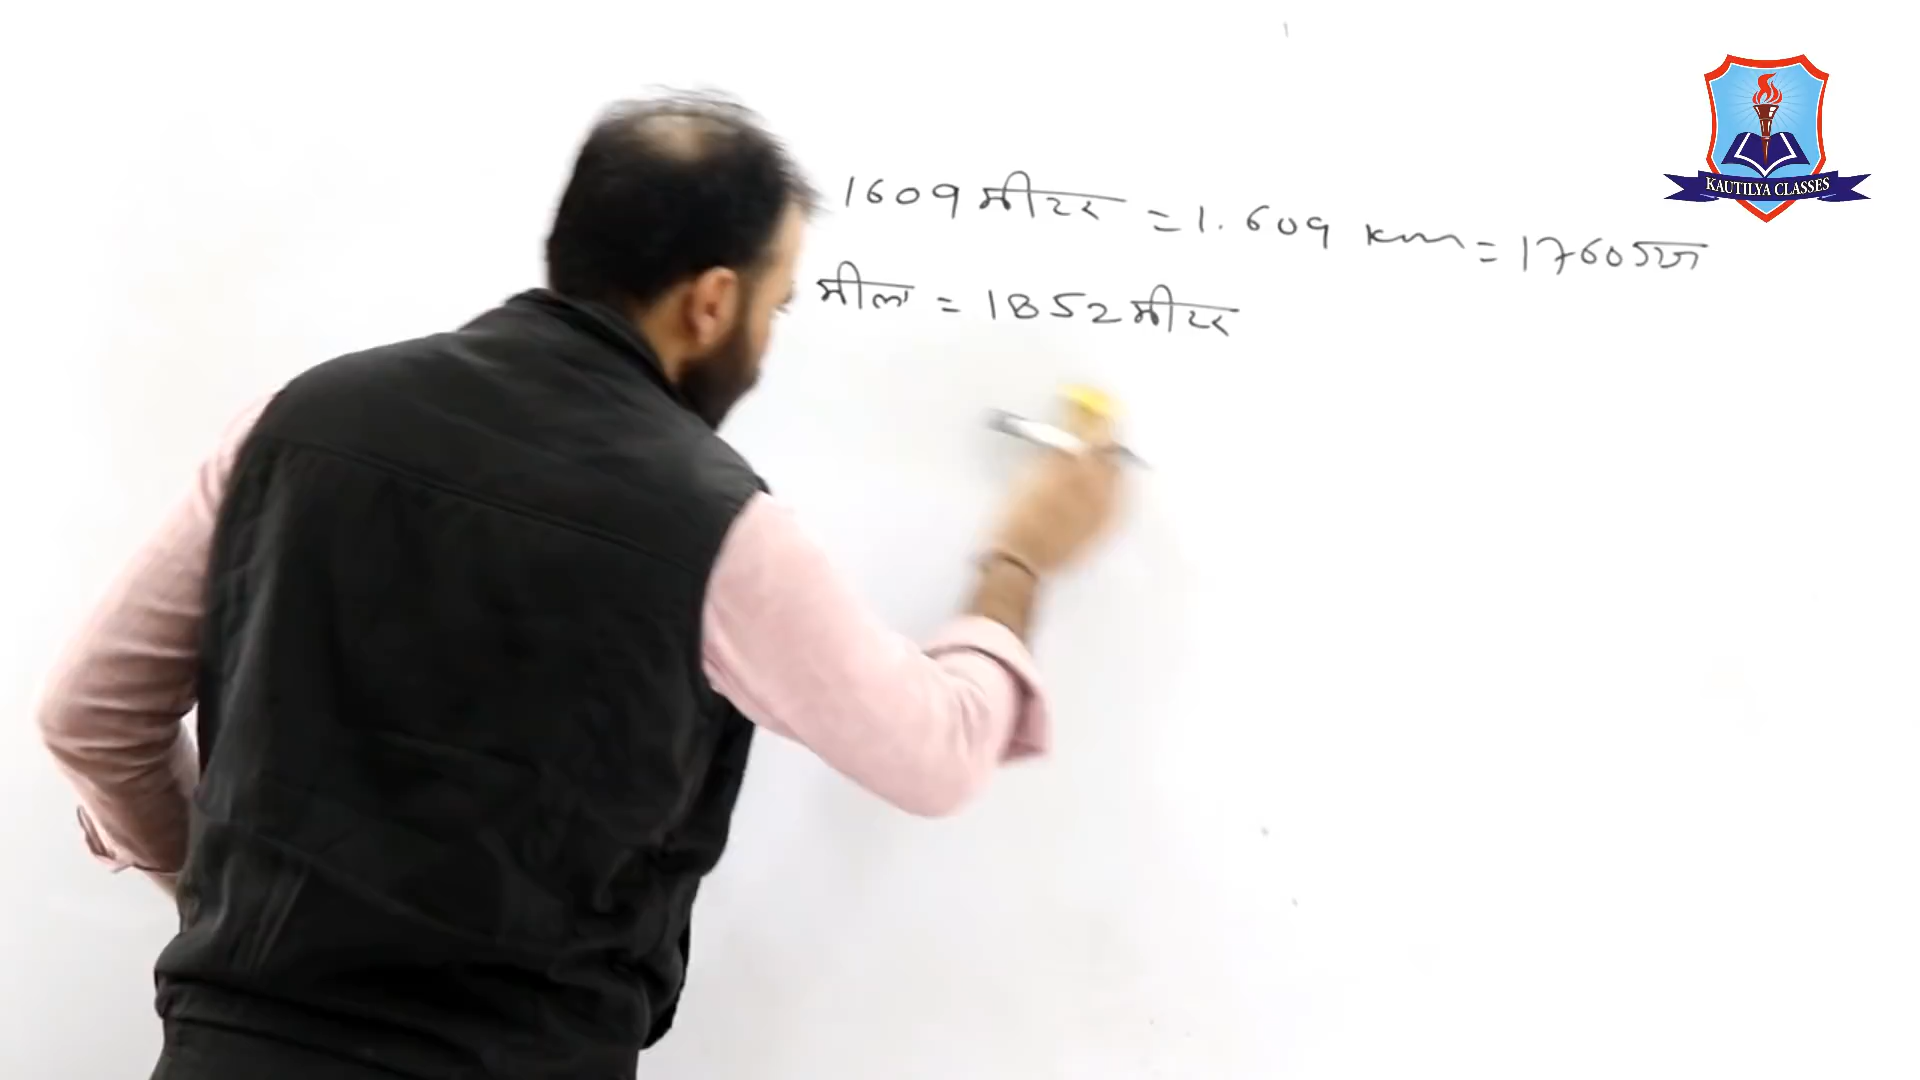 1609 मीटर = 1.609 km = 1760 गज
मील = 1852 मीटर
KAUTILYA CLASSES